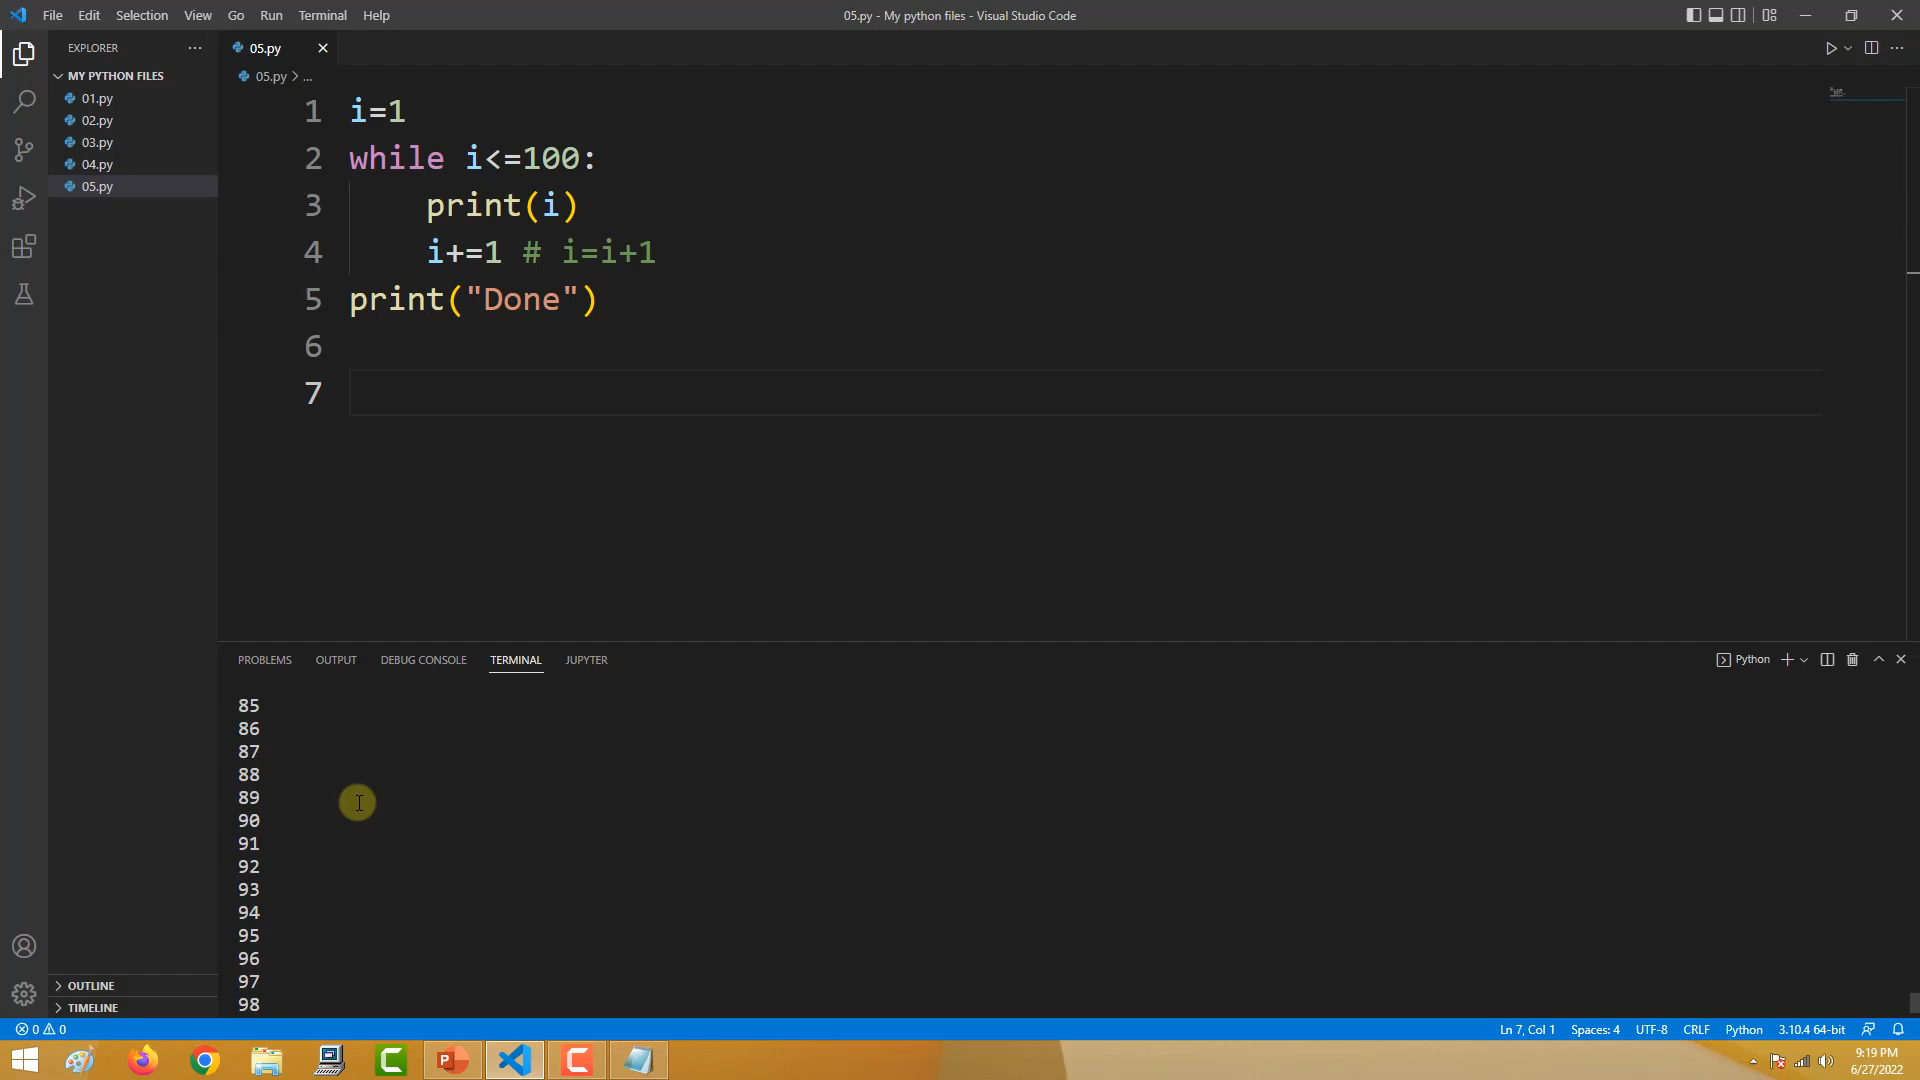 File Edit Selection View Go Run Terminal Help
05.py - My python files - Visual Studio Code
EXPLORER
MY PYTHON FILES
01.py
02.py
03.py
04.py
05.py
OUTLINE
TIMELINE
05.py
05.py > ...
1 i=1
2 while i<=100:
3 print(i)
4 i+=1 # i=i+1
5 print("Done")
6
7
PROBLEMS OUTPUT DEBUG CONSOLE TERMINAL JUPYTER
Python
85
86
87
88
89
90
91
92
93
94
95
96
97
98
0 0
Ln 7, Col 1 Spaces: 4 UTF-8 CRLF Python 3.10.4 64-bit
9:19 PM
6/27/2022